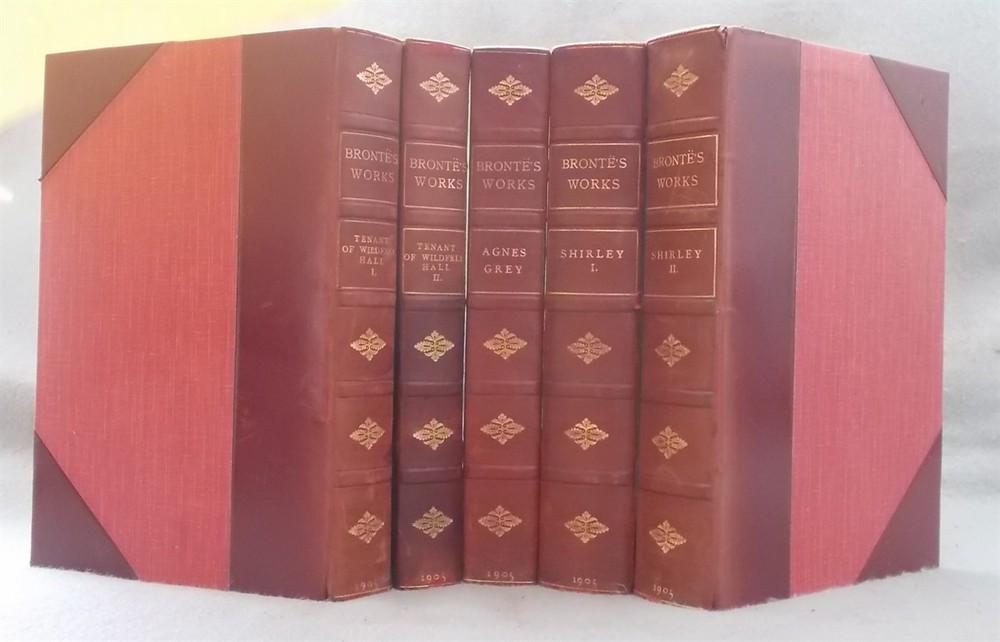 BRONTË'S
WORKS
TENANT
OF WILDFELL
HALL
I.
1905
BRONTË'S
WORKS
TENANT
OF WILDFELL
HALL
II.
1905
BRONTË'S
WORKS
AGNES
GREY
1905
BRONTË'S
WORKS
SHIRLEY
I.
1905
BRONTË'S
WORKS
SHIRLEY
II.
1905